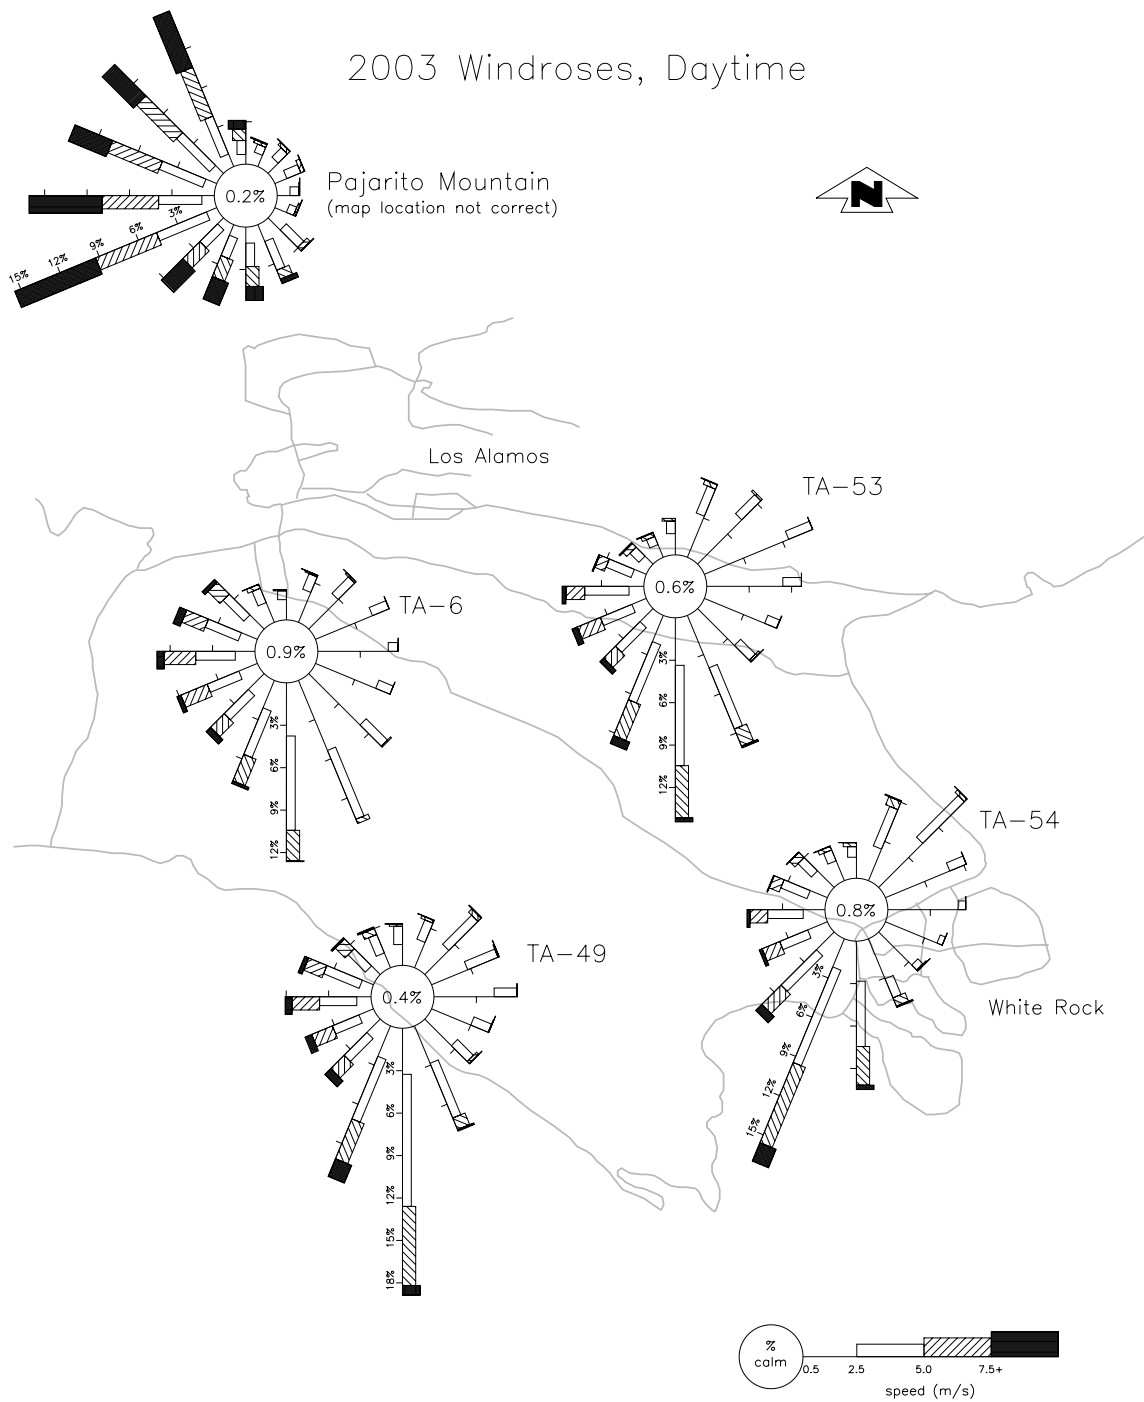 2003 Windroses, Daytime
0.2%
Pajarito Mountain
(map location not correct)
N
3%
6%
9%
12%
15%
Los Alamos
TA-53
0.6%
3%
6%
9%
12%
TA-6
0.9%
3%
6%
9%
12%
TA-54
0.8%
3%
6%
9%
12%
15%
TA-49
0.4%
3%
6%
9%
12%
15%
18%
White Rock
%
calm
0.5 2.5 5.0 7.5+
speed (m/s)